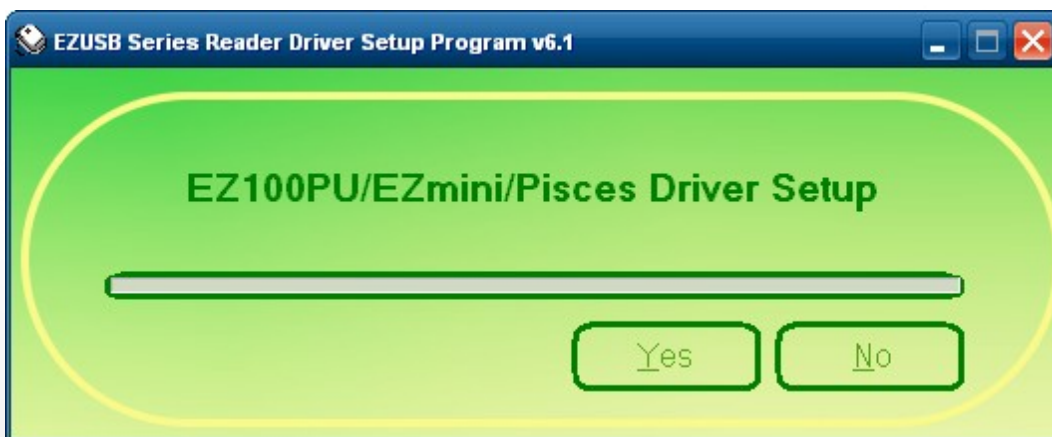 EZUSB Series Reader Driver Setup Program v6.1
EZ100PU/EZmini/Pisces Driver Setup
Yes No